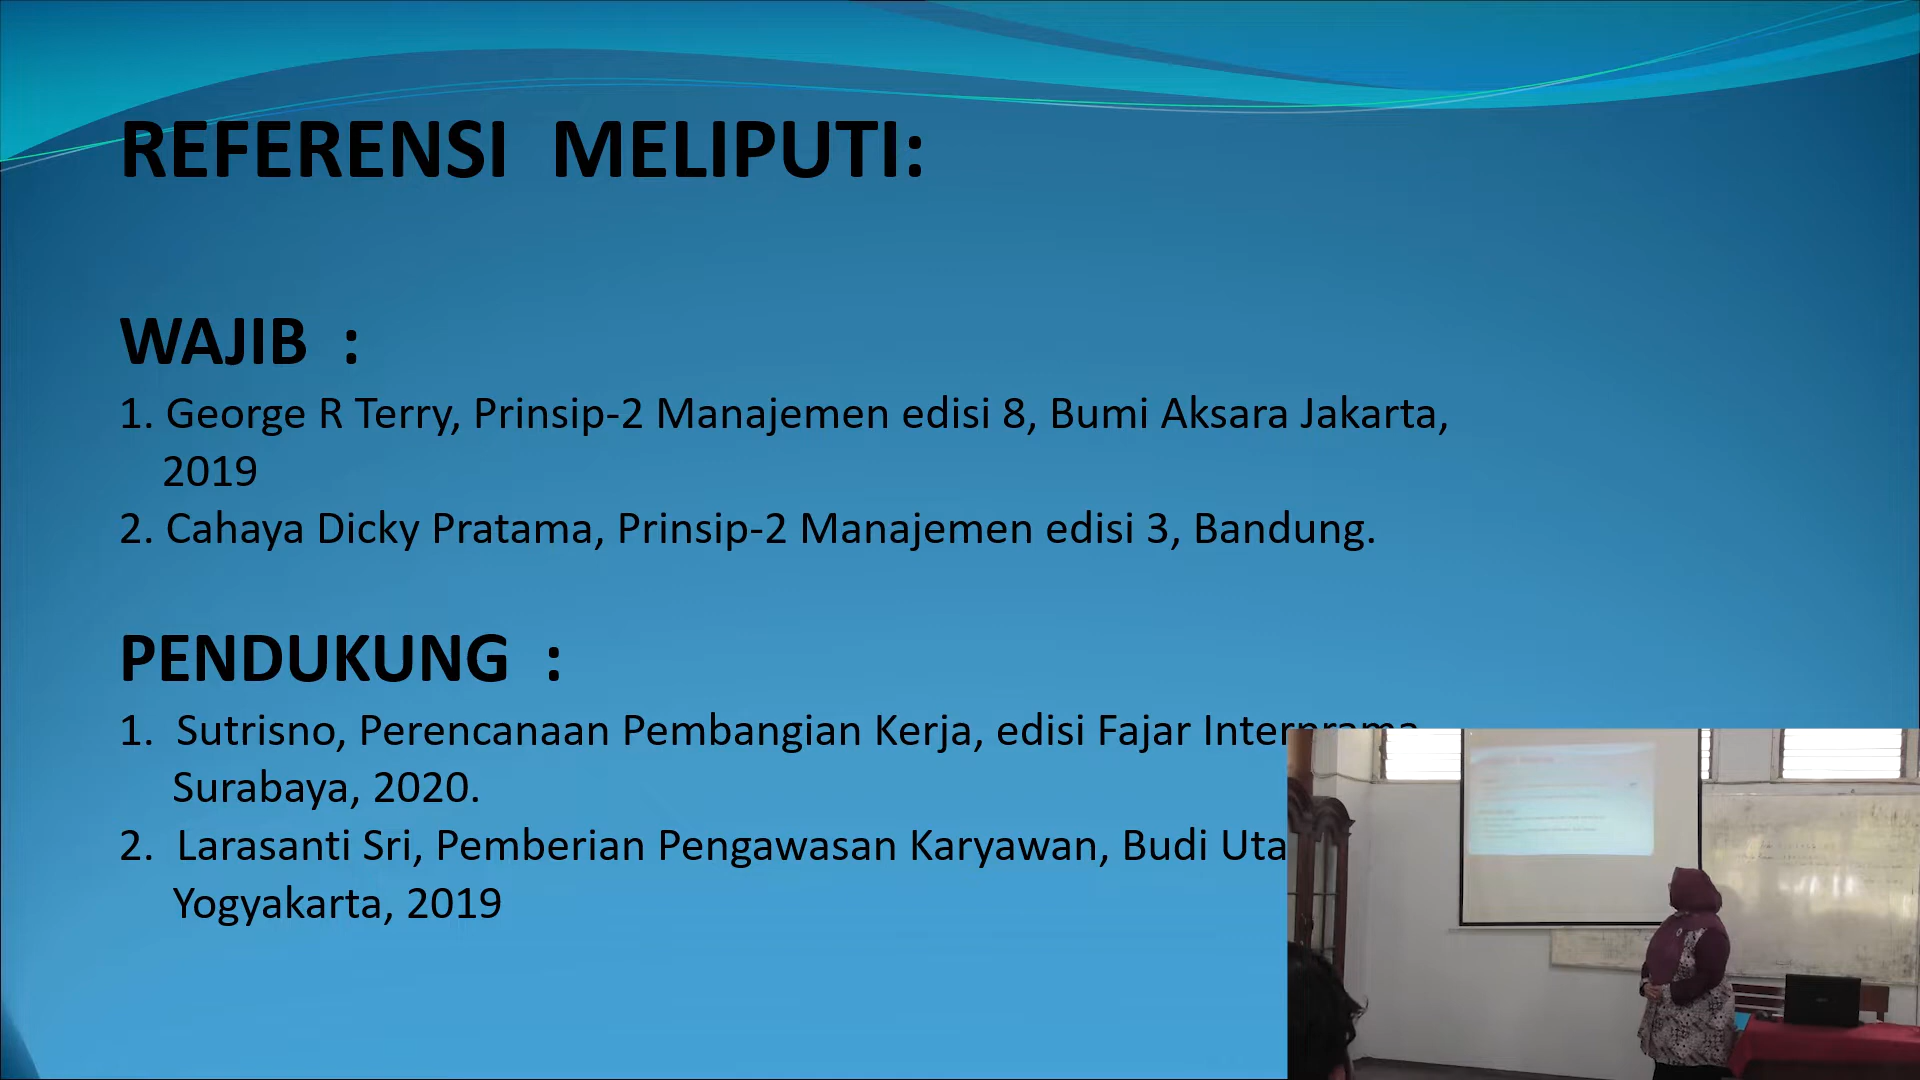 REFERENSI MELIPUTI:
WAJIB :
1. George R Terry, Prinsip-2 Manajemen edisi 8, Bumi Aksara Jakarta,
2019
2. Cahaya Dicky Pratama, Prinsip-2 Manajemen edisi 3, Bandung.
PENDUKUNG :
1. Sutrisno, Perencanaan Pembangian Kerja, edisi Fajar Interprama
Surabaya, 2020.
2. Larasanti Sri, Pemberian Pengawasan Karyawan, Budi
Yogyakarta, 2019